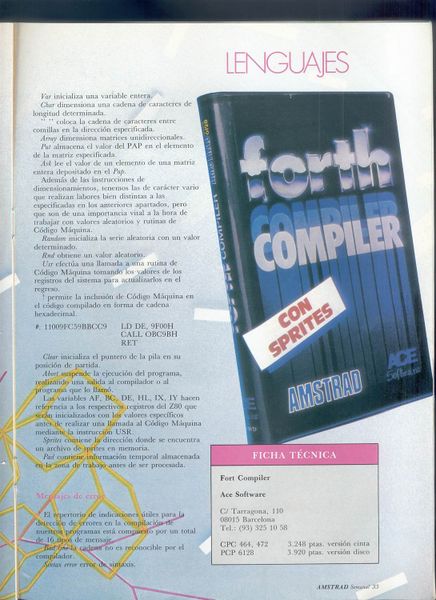 LENGUAJES
Var inicializa una variable entera.
Char dimensiona una cadena de caracteres de
longitud determinada.
" " coloca la cadena de caracteres entre
comillas en la dirección especificada.
Array dimensiona matrices unidireccionales.
Put almacena el valor del PAP en el elemento
de la matriz especificada.
Ask lee el valor de un elemento de una matriz
entera depositado en el Pap.
Además de las instrucciones de
dimensionamientos, tenemos las de carácter vario
que realizan labores bien distintas a las
especificadas en los anteriores apartados, pero
que son de una importancia vital a la hora de
trabajar con valores aleatorios y rutinas de
Código Máquina.
Random inicializa la serie aleatoria con un valor
determinado.
Rnd obtiene un valor aleatorio.
Usr efectúa una llamada a una rutina de
Código Máquina tomando los valores de los
registros del sistema para actualizarlos en el
regreso.
! permite la inclusión de Código Máquina en
el código compilado en forma de cadena
hexadecimal.
#: 11009FC39BBCC9 LD DE, 9F00H
CALL OBC9BH
RET
Clear inicializa el puntero de la pila en su
posición de partida.
Abort suspende la ejecución del programa,
realizando una salida al compilador o al
programa que lo llamó.
Las variables AF, BC, DE, HL, IX, IY hacen
referencia a los respectivos registros del Z80 que
serán inicializados con los valores específicos
antes de realizar una llamada al Código Máquina
mediante la instrucción USR.
Sprites contiene la dirección donde se encuentra
un archivo de sprites en memoria.
Pad contiene información temporal almacenada
en la zona de trabajo antes de ser procesada.
Mensajes de error
El repertorio de indicaciones útiles para la
detección de errores en la compilación de
nuestros programas está compuesto por un total
de 16 tipos de mensaje.
Bad line la cadena no es reconocible por el
compilador.
Sintax error error de sintaxis.
forth
COMPILER
COMPILER
CON
SPRITES
AMSTRAD
ACE
Software
FICHA TÉCNICA
Fort Compiler
Ace Software
C/ Tarragona, 110
08015 Barcelona
Tel.: (93) 325 10 58
CPC 464, 472 3.248 ptas. versión cinta
PCP 6128 3.920 ptas. versión disco
AMSTRAD Semanal 33